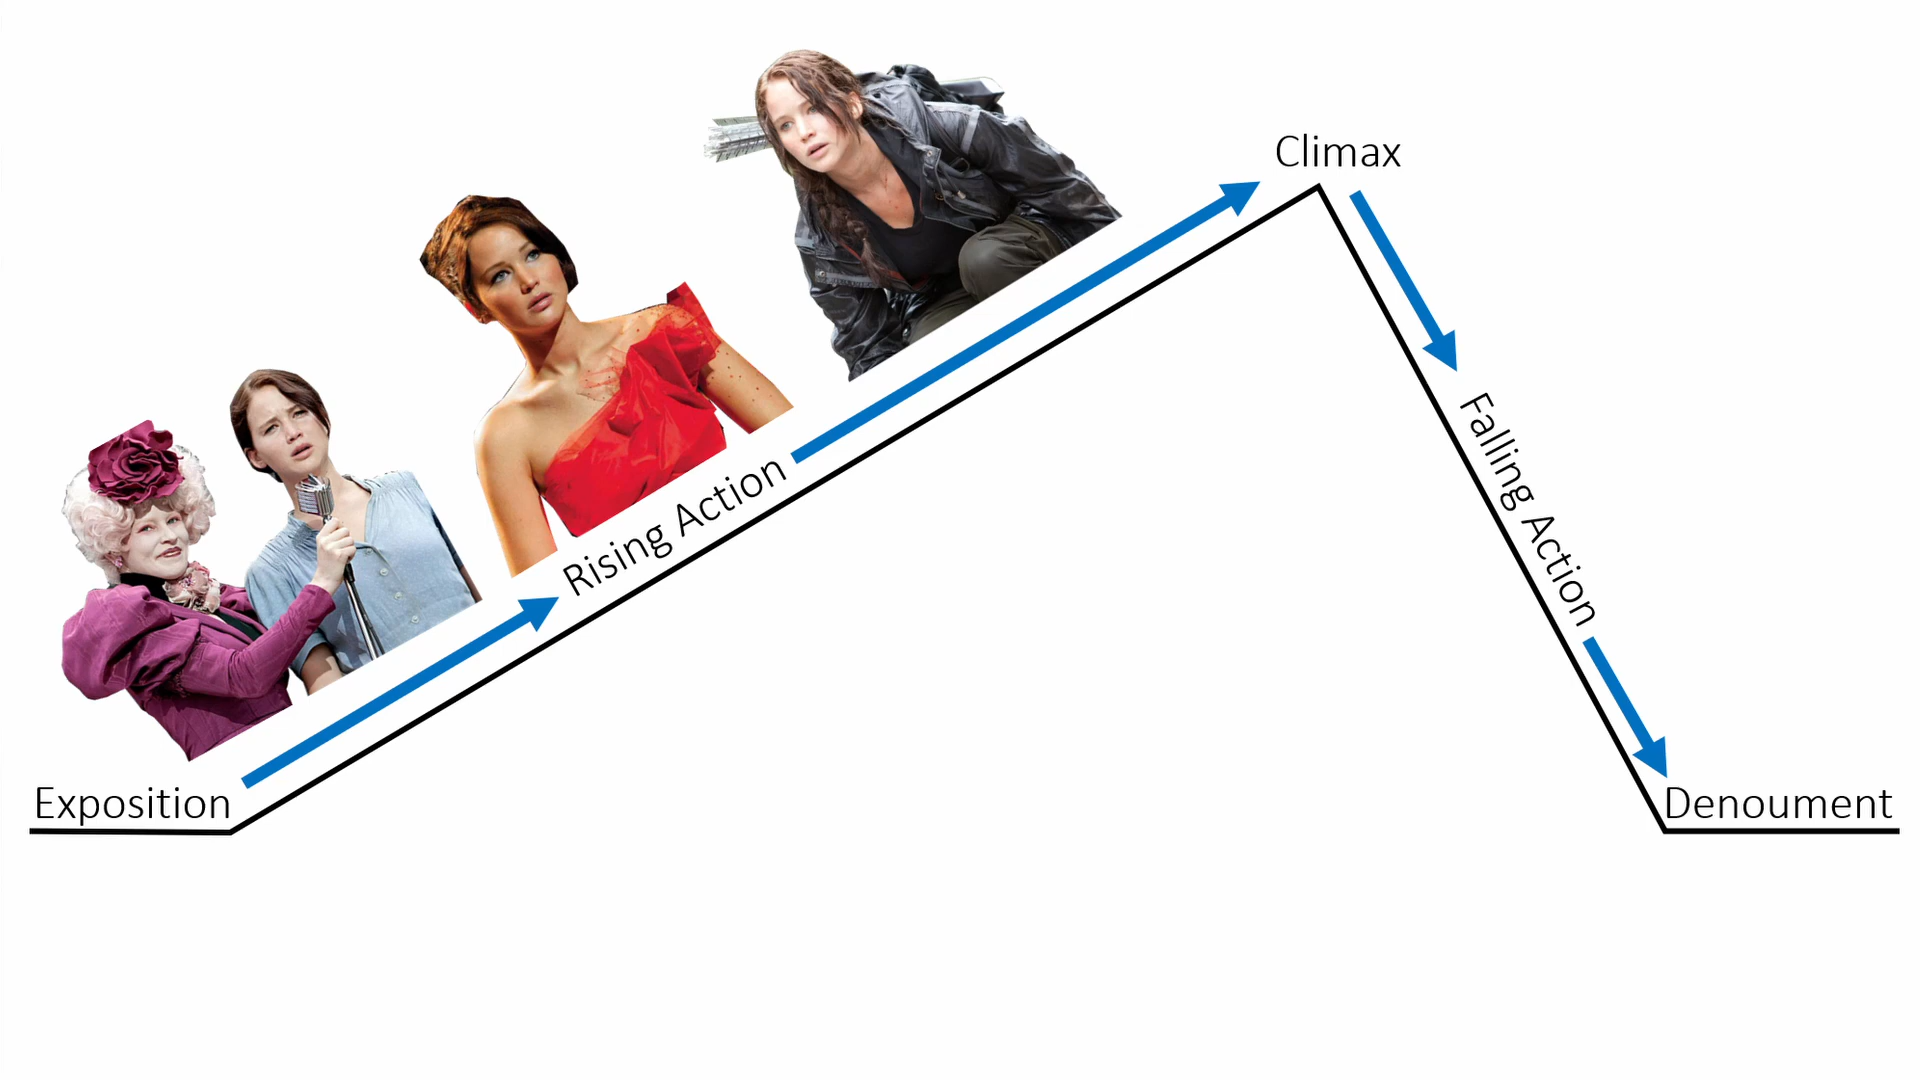 Exposition
Rising Action
Climax
Falling Action
Denoument